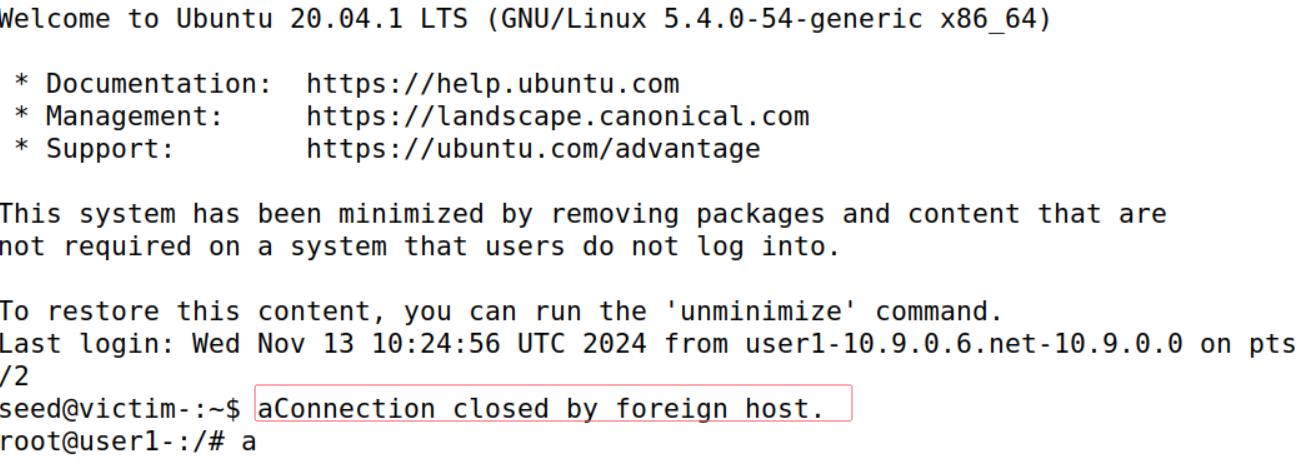 Welcome to Ubuntu 20.04.1 LTS (GNU/Linux 5.4.0-54-generic x86_64)
* Documentation:  https://help.ubuntu.com
* Management:     https://landscape.canonical.com
* Support:        https://ubuntu.com/advantage
This system has been minimized by removing packages and content that are
not required on a system that users do not log into.
To restore this content, you can run the 'unminimize' command.
Last login: Wed Nov 13 10:24:56 UTC 2024 from user1-10.9.0.6.net-10.9.0.0 on pts
/2
seed@victim-:~$ aConnection closed by foreign host.
root@user1-:/# a